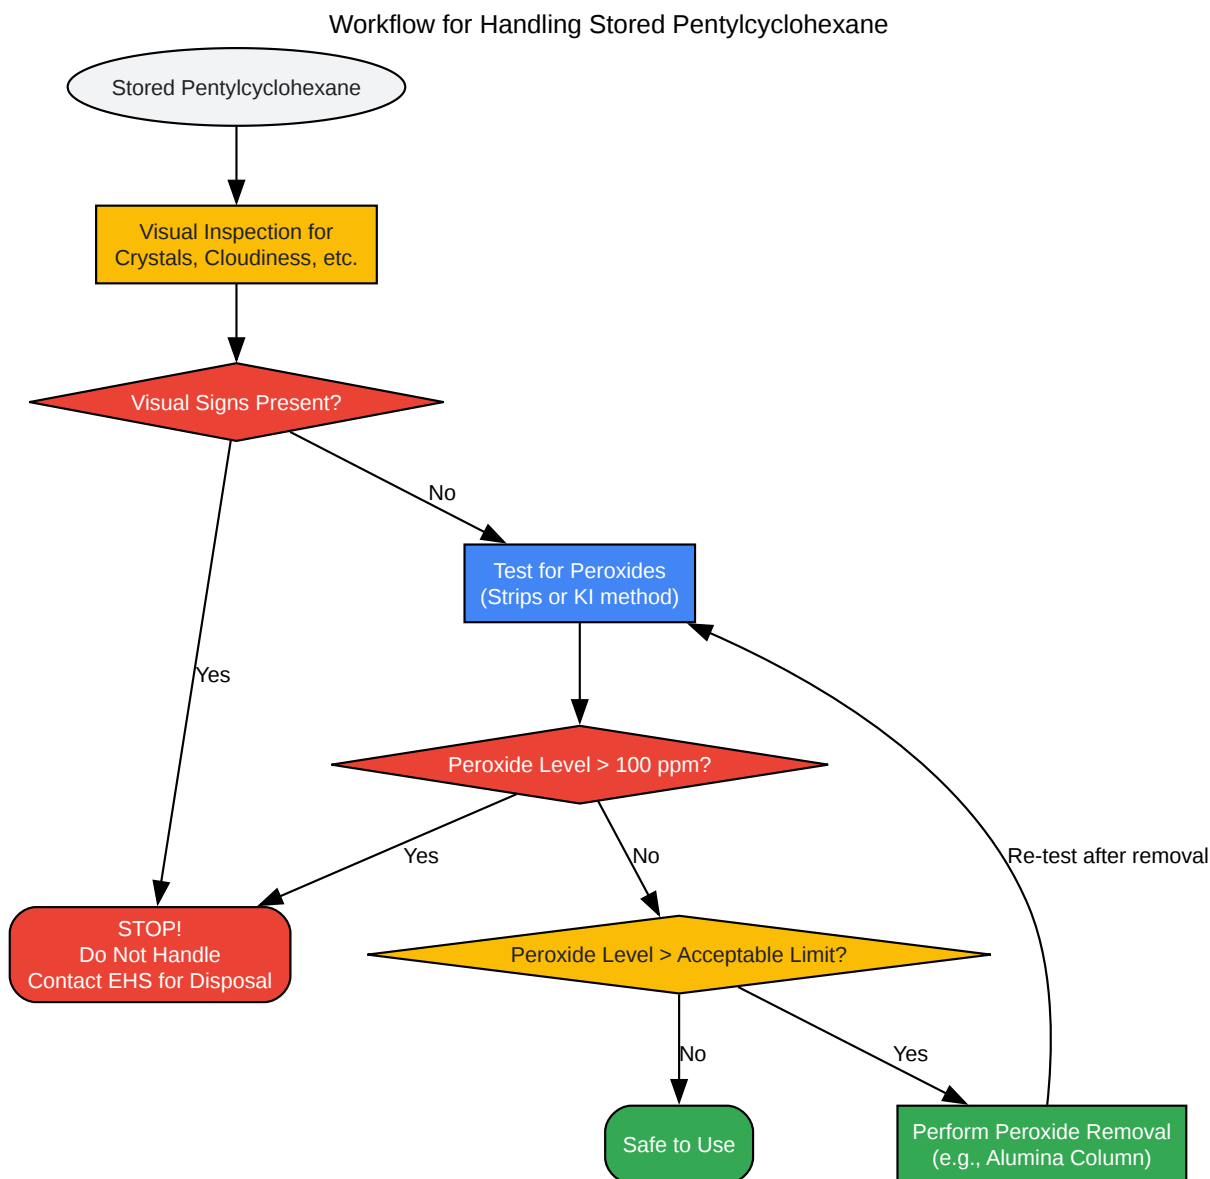 Workflow for Handling Stored Pentylcyclohexane
Stored Pentylcyclohexane
Visual Inspection for
Crystals, Cloudiness, etc.
Visual Signs Present?
No
Test for Peroxides
(Strips or KI method)
Yes
Peroxide Level > 100 ppm?
Yes
No
Re-test after removal
STOP!
Do Not Handle
Contact EHS for Disposal
Peroxide Level > Acceptable Limit?
No
Yes
Safe to Use
Perform Peroxide Removal
(e.g., Alumina Column)